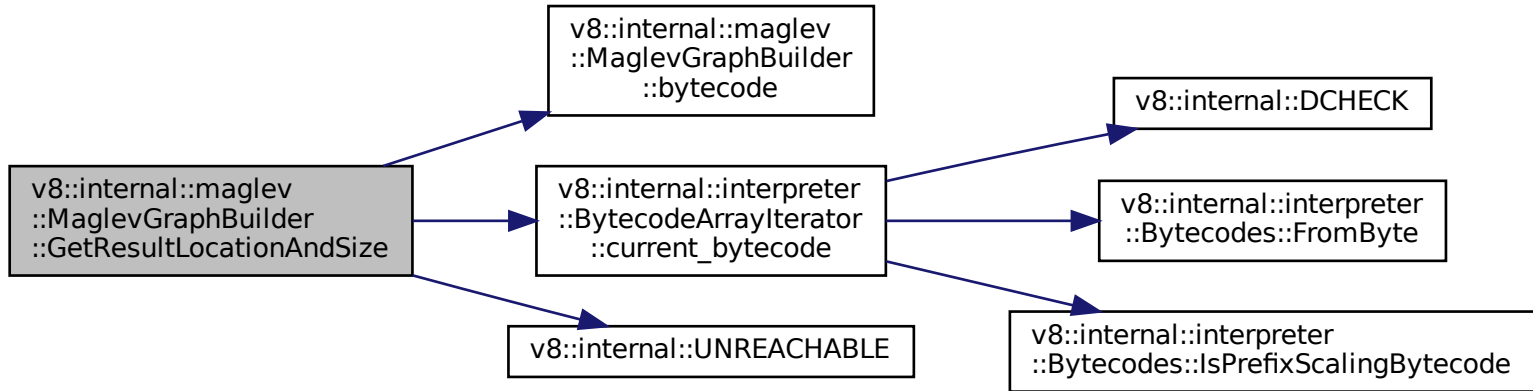 v8::internal::maglev
::MaglevGraphBuilder
::GetResultLocationAndSize
v8::internal::maglev
::MaglevGraphBuilder
::bytecode
v8::internal::interpreter
::BytecodeArrayIterator
::current_bytecode
v8::internal::UNREACHABLE
v8::internal::DCHECK
v8::internal::interpreter
::Bytecodes::FromByte
v8::internal::interpreter
::Bytecodes::IsPrefixScalingBytecode